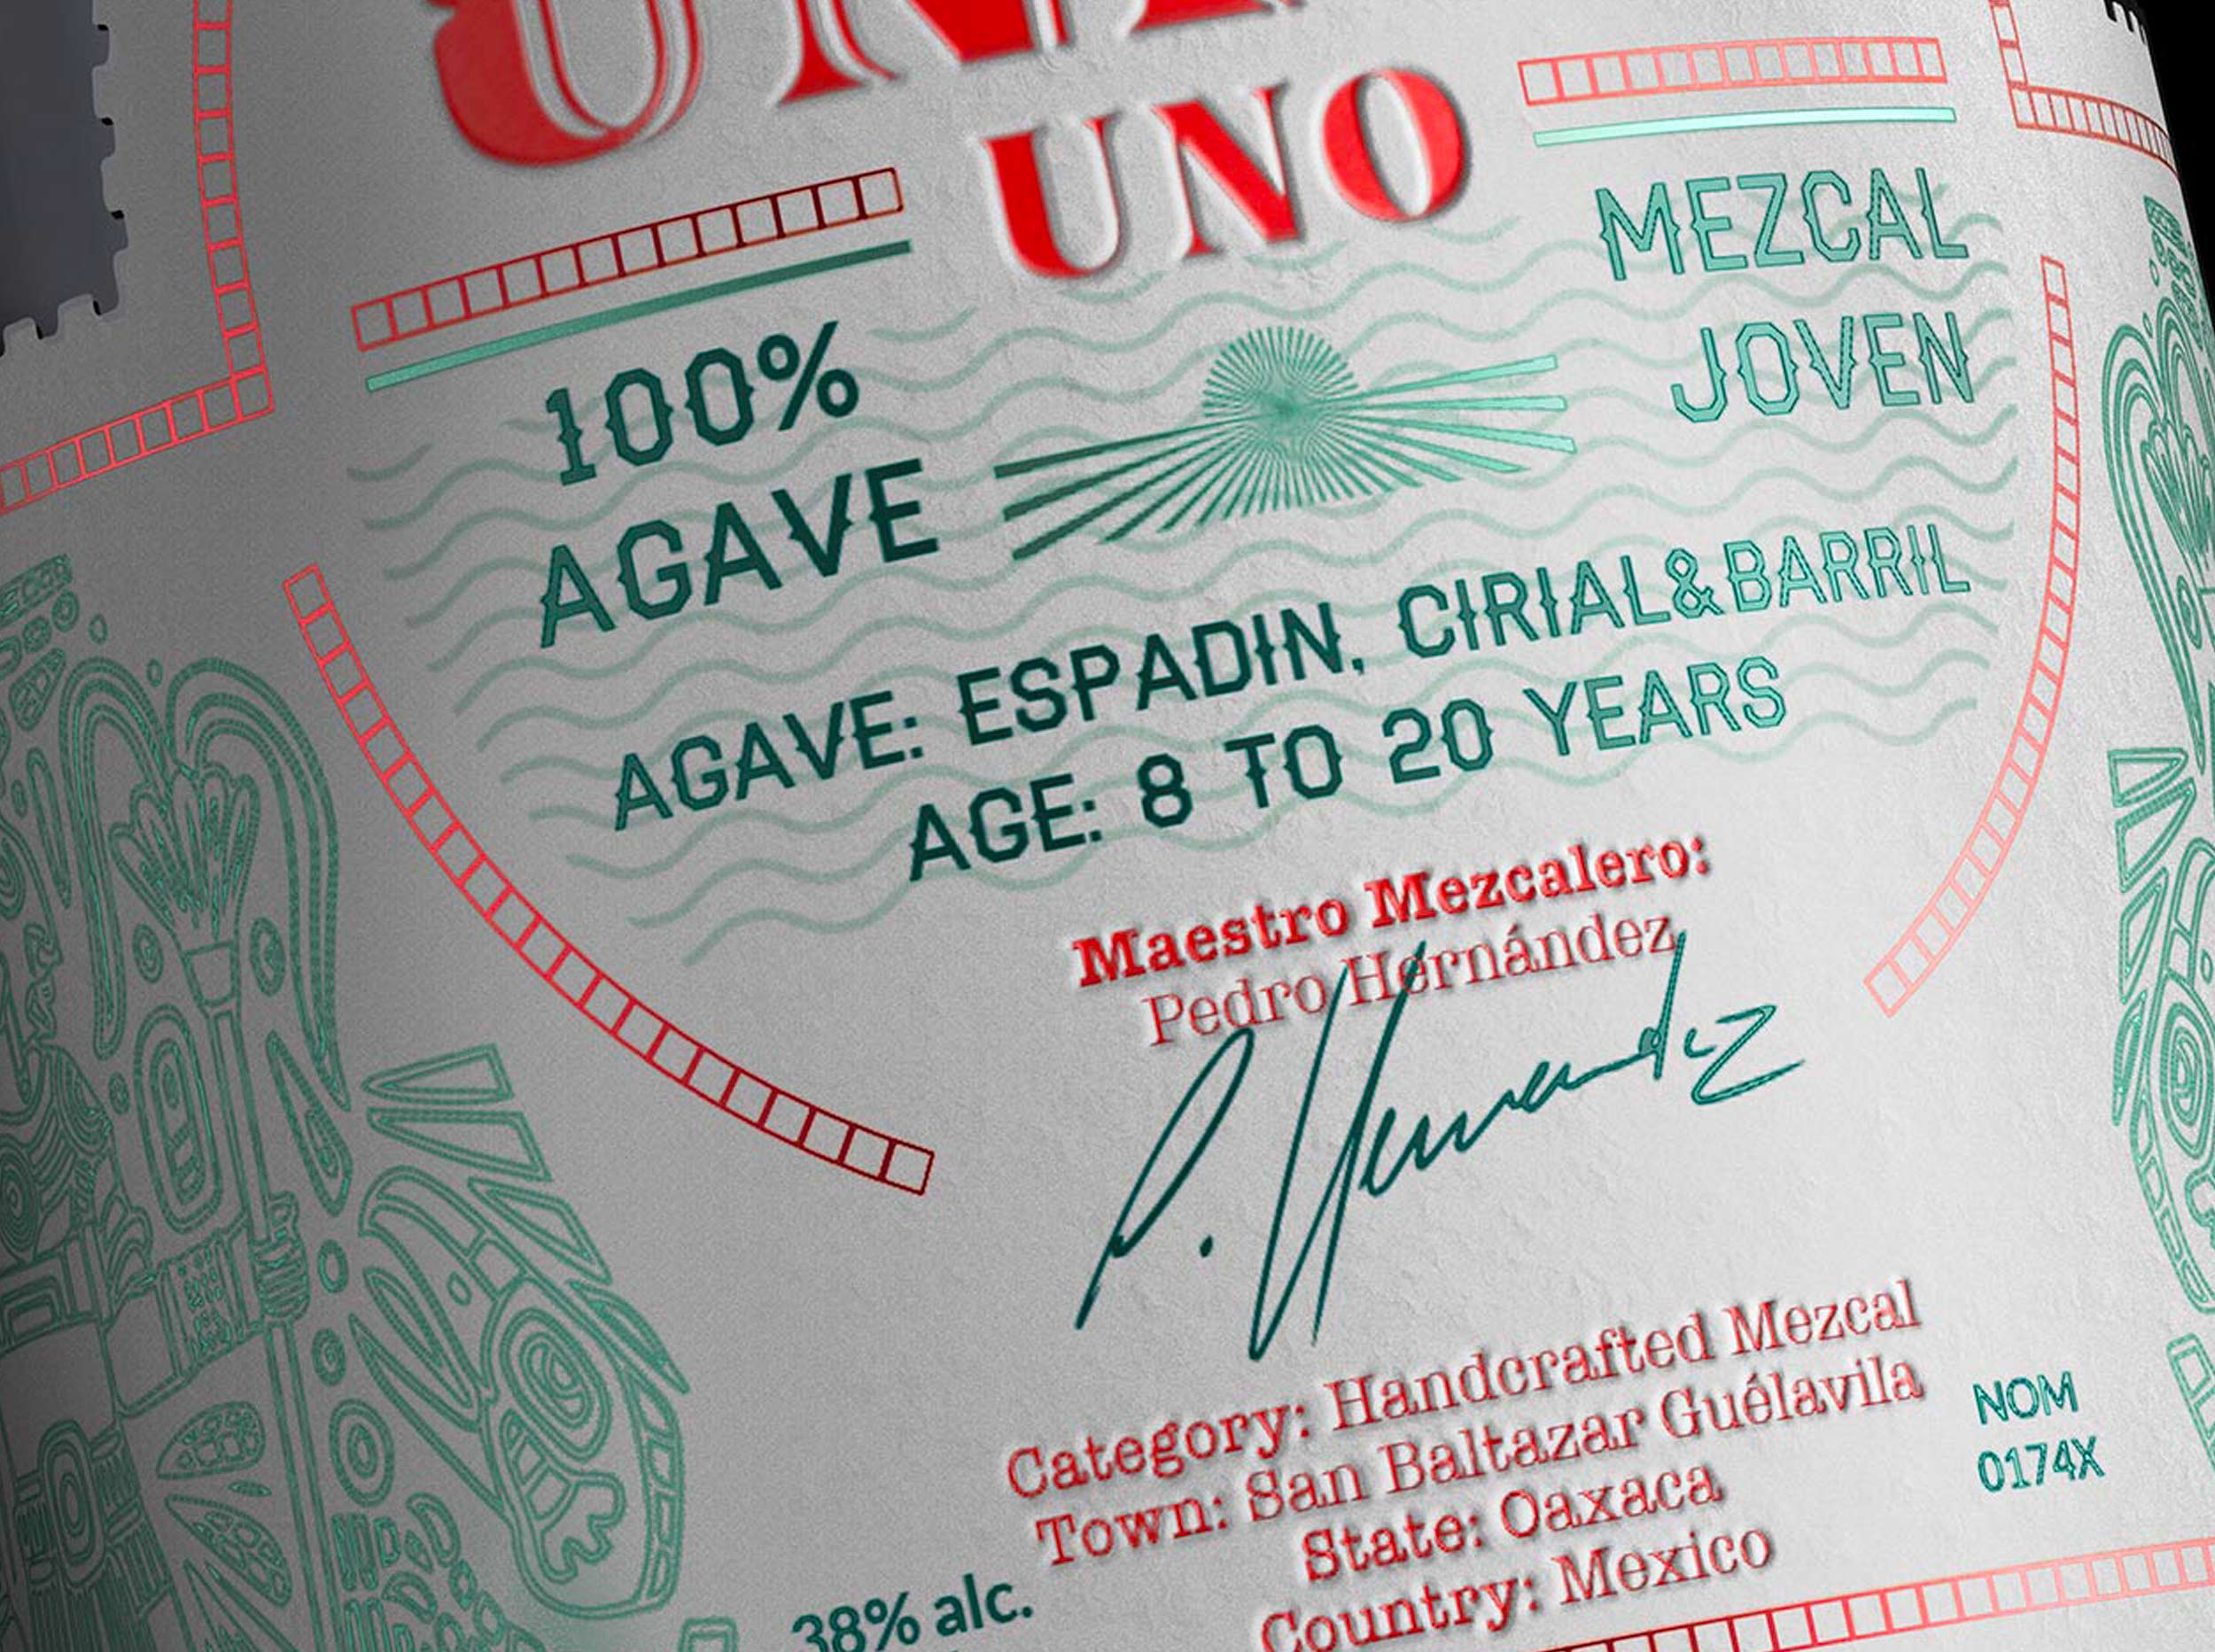 UNO
100%
AGAVE
MEZCAL
JOVEN
AGAVE: ESPADIN, CIRIAL & BARRIL
AGE: 8 TO 20 YEARS
Maestro Mezcalero:
Pedro Hernández
P. Hernandez
Category: Handcrafted Mezcal
Town: San Baltazar Guélavila
State: Oaxaca
Country: Mexico
NOM
0174X
38% alc.